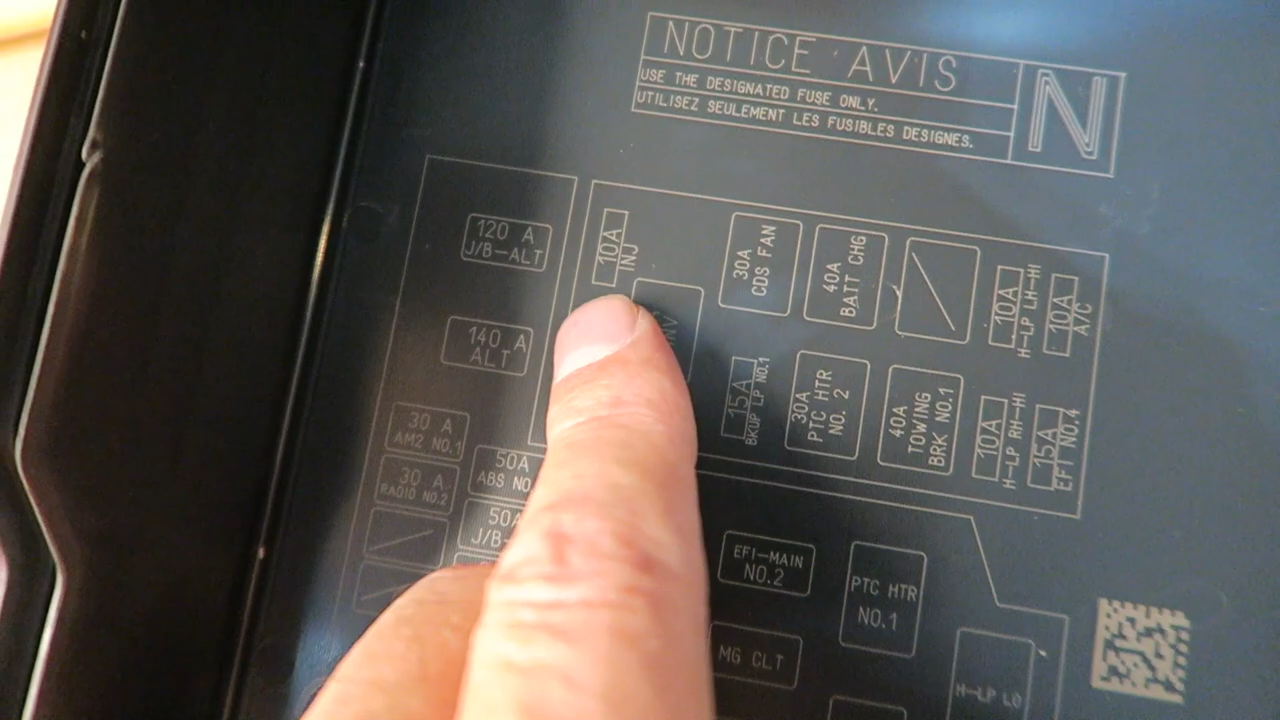 NOTICE AVIS
USE THE DESIGNATED FUSE ONLY.
UTILISEZ SEULEMENT LES FUSIBLES DESIGNES.
N
120 A
J/B-ALT
140 A
ALT
30 A
AM2 NO.1
30 A
RADIO NO.2
50A
ABS NO
50A
J/B-
10A
INJ
30A
CDS FAN
40A
BATT CHG
10A
H-LP LH-HI
10A
A/C
15A
BKUP LP NO.1
30A
PTC HTR
NO. 2
40A
TOWING
BRK NO.1
10A
H-LP RH-HI
15A
EFI NO.4
EFI-MAIN
NO.2
PTC HTR
NO.1
MG CLT
H-LP LO